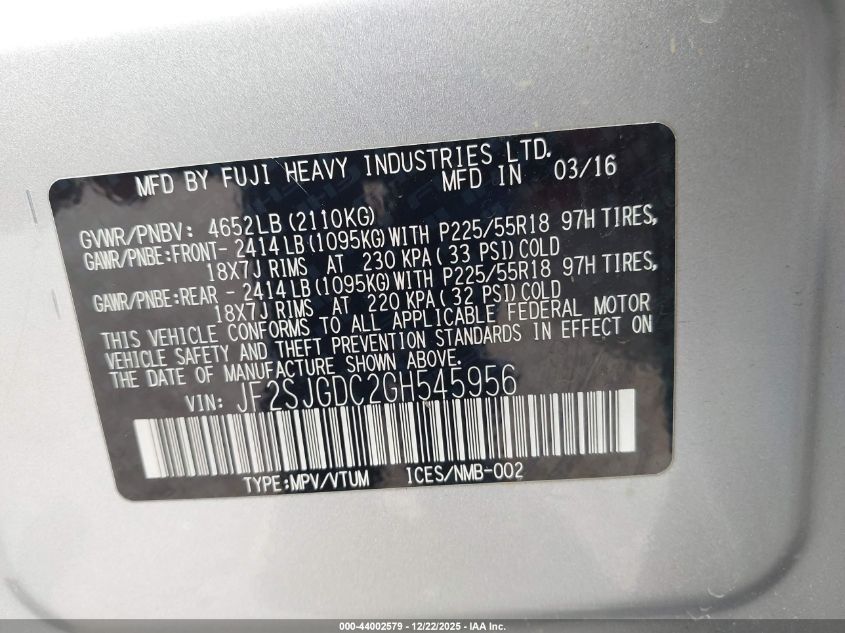 MFD BY FUJI HEAVY INDUSTRIES LTD.
MFD IN 03/16
GVWR/PNBV: 4652LB(2110KG)
GAWR/PNBE:FRONT- 2414LB(1095KG)WITH P225/55R18 97H TIRES,
18X7J RIMS AT 230 KPA(33 PSI)COLD
GAWR/PNBE:REAR - 2414LB(1095KG)WITH P225/55R18 97H TIRES,
18X7J RIMS AT 220 KPA(32 PSI)COLD
THIS VEHICLE CONFORMS TO ALL APPLICABLE FEDERAL MOTOR
VEHICLE SAFETY AND THEFT PREVENTION STANDARDS IN EFFECT ON
THE DATE OF MANUFACTURE SHOWN ABOVE.
VIN: JF2SJGDC2GH545956
TYPE:MPV/VTUM ICES/NMB-002
000-44002579 - 12/22/2025 - IAA Inc.